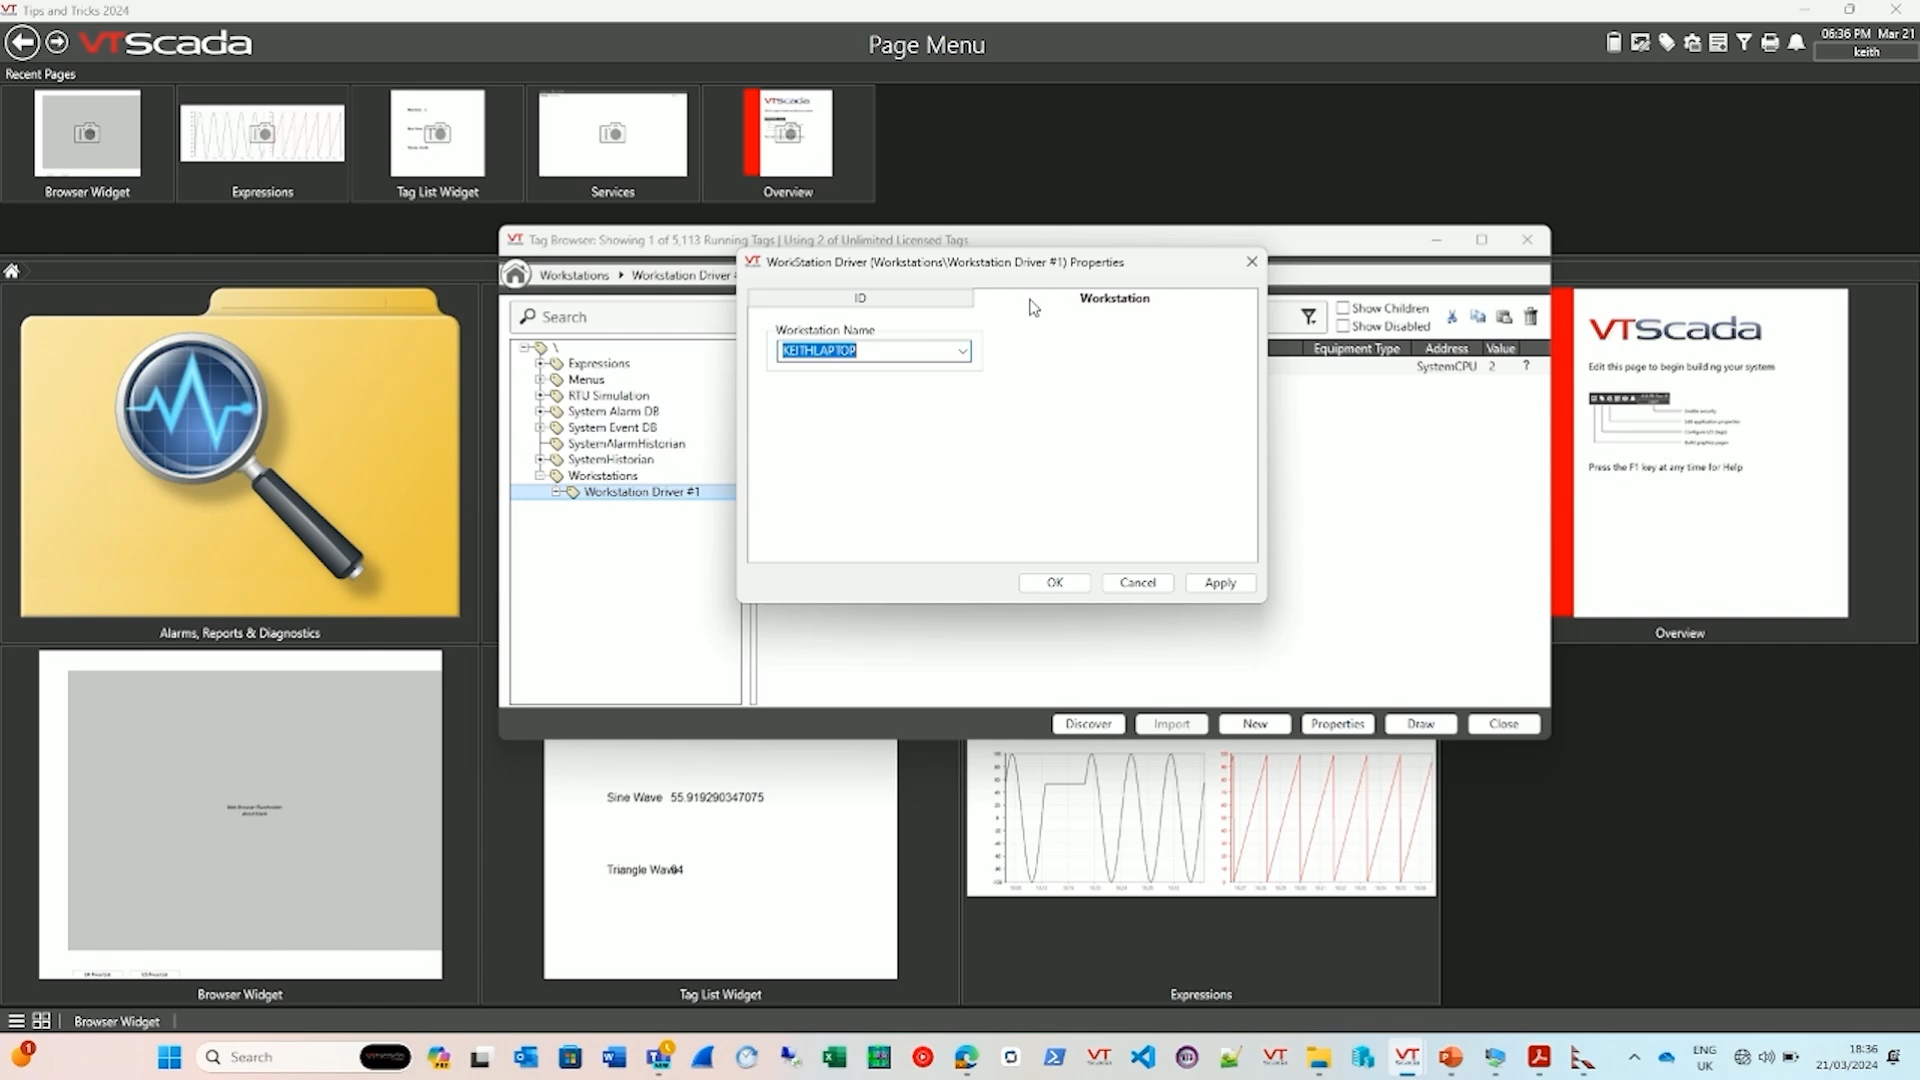 VT Tips and Tricks 2024
VTScada
Page Menu
06:36 PM Mar 21
keith
Recent Pages
Browser Widget
Expressions
Tag List Widget
Services
Overview
VT Tag Browser: Showing 1 of 5,113 Running Tags | Using 2 of Unlimited Licensed Tags
Workstations
Workstation Driver
VT WorkStation Driver (Workstations\Workstation Driver #1) Properties
ID
Workstation
Workstation Name
KEITHLAPTOP
OK
Cancel
Apply
Search
Show Children
Show Disabled
Equipment Type
Address
Value
SystemCPU
2
?
\
Expressions
Menus
RTU Simulation
System Alarm DB
System Event DB
SystemAlarmHistorian
SystemHistorian
Workstations
Workstation Driver #1
Discover
Import
New
Properties
Draw
Close
VTScada
Edit this page to begin building your system
Press the F1 key at any time for Help
Alarms, Reports & Diagnostics
Overview
Sine Wave 55.919290347075
Triangle Wave
Browser Widget
Tag List Widget
Expressions
Browser Widget
1
Search
ENG
UK
18:36
21/03/2024